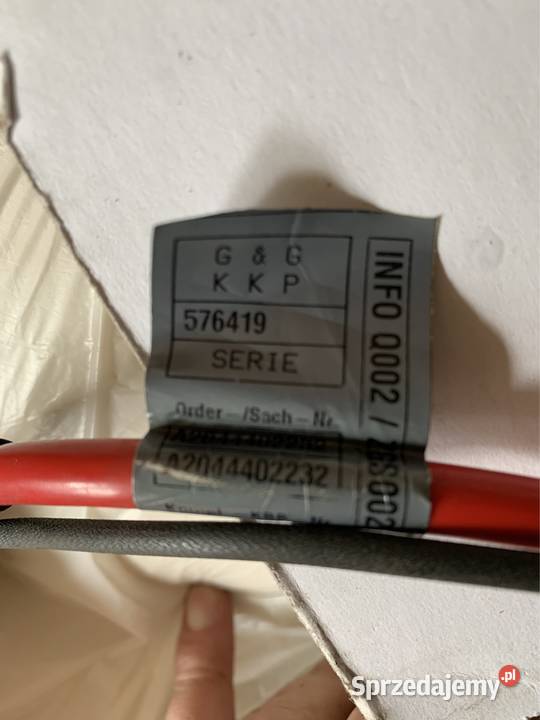 G & G
K K P
576419
SERIE
Order-/Sach-Nr.
A2044402232
INFO Q002 /
Sprzedajemy.pl